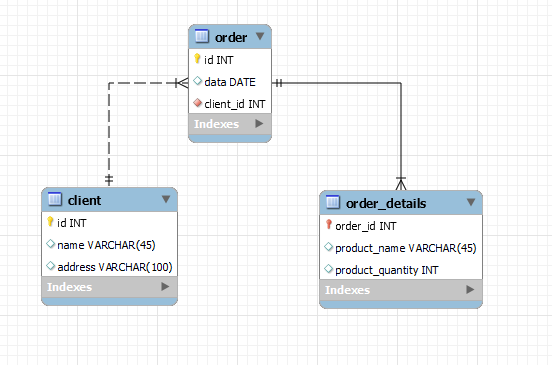 order
id INT
data DATE
client_id INT
Indexes
client
id INT
name VARCHAR(45)
address VARCHAR(100)
Indexes
order_details
order_id INT
product_name VARCHAR(45)
product_quantity INT
Indexes